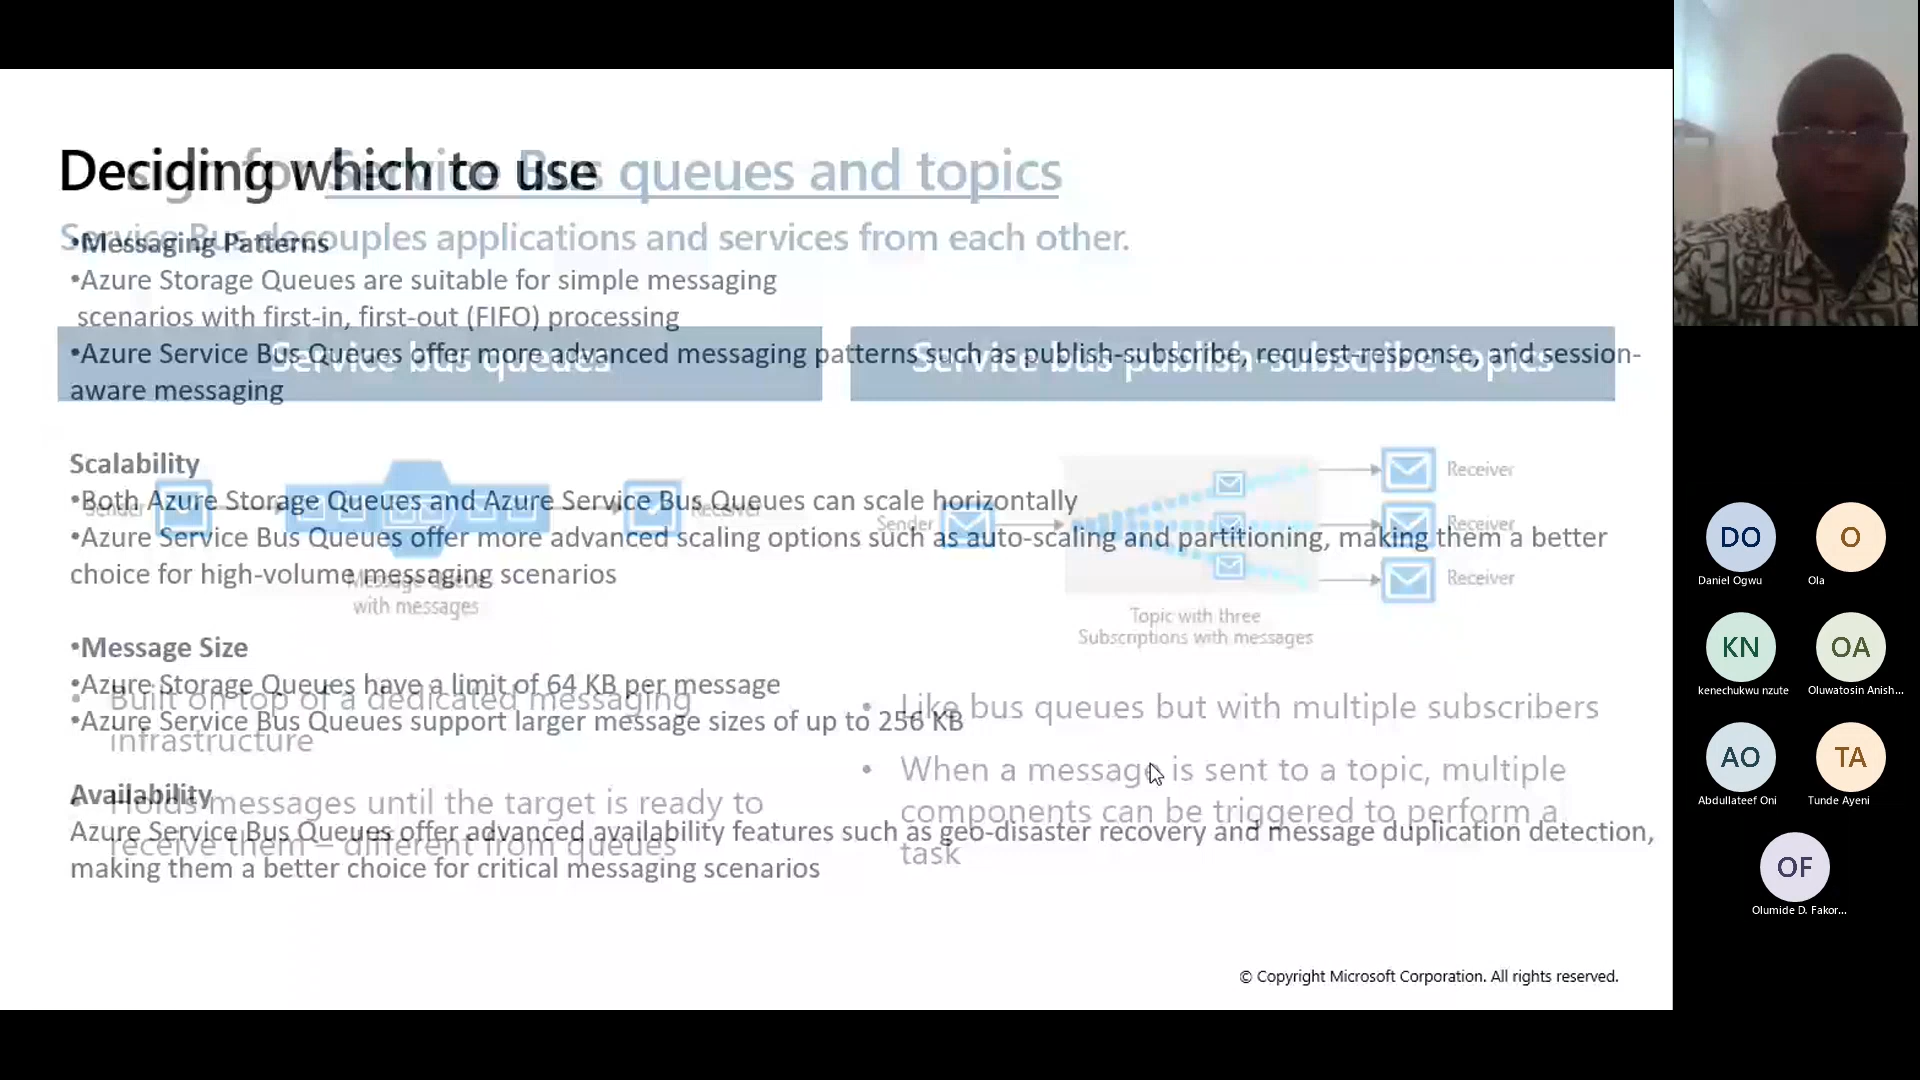 Deciding which to use
Service Bus queues and topics
Service Bus decouples applications and services from each other.
•Messaging Patterns
•Azure Storage Queues are suitable for simple messaging
scenarios with first-in, first-out (FIFO) processing
•Azure Service Bus Queues offer more advanced messaging patterns such as publish-subscribe, request-response, and session-
aware messaging
Service bus queues
Service bus publish-subscribe topics
Scalability
•Both Azure Storage Queues and Azure Service Bus Queues can scale horizontally
•Azure Service Bus Queues offer more advanced scaling options such as auto-scaling and partitioning, making them a better
choice for high-volume messaging scenarios
Sender
Receiver
Message Queue
with messages
Sender
Receiver
Receiver
Receiver
Topic with three
Subscriptions with messages
•Message Size
•Azure Storage Queues have a limit of 64 KB per message
•Azure Service Bus Queues support larger message sizes of up to 256 KB
Availability
Azure Service Bus Queues offer advanced availability features such as geo-disaster recovery and message duplication detection,
making them a better choice for critical messaging scenarios
• Built on top of a dedicated messaging
infrastructure
• Holds messages until the target is ready to
receive them – different from queues
• Like bus queues but with multiple subscribers
• When a message is sent to a topic, multiple
components can be triggered to perform a
task
© Copyright Microsoft Corporation. All rights reserved.
DO
Daniel Ogwu
O
Ola
KN
kenechukwu nzute
OA
Oluwatosin Anish...
AO
Abdullateef Oni
TA
Tunde Ayeni
OF
Olumide D. Fakor...